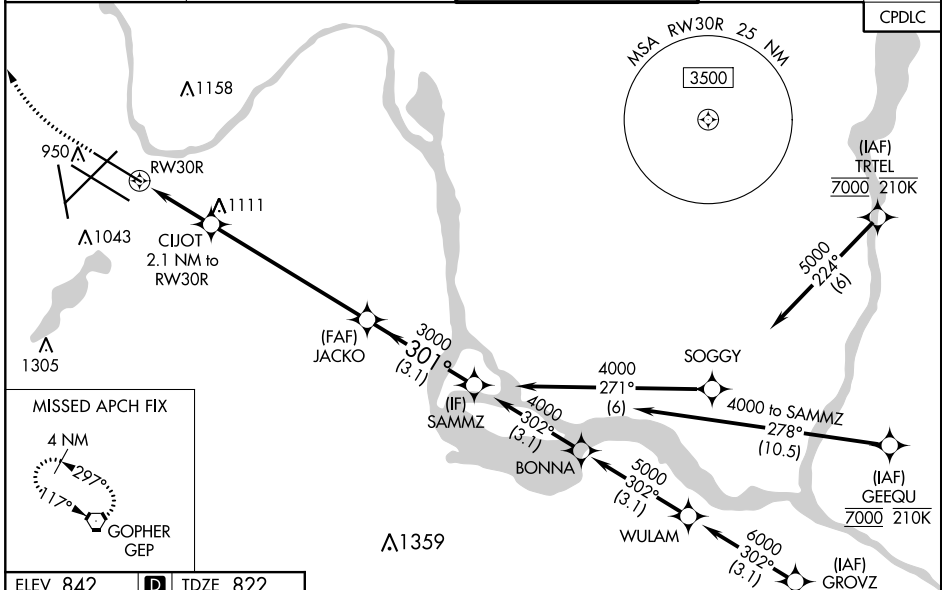 CPDLC
MSA RW30R 25 NM
3500
1158
950
RW30R
1111
1043
CIJOT
2.1 NM to
RW30R
1305
(FAF)
JACKO
3000
301°
(3.1)
(IF)
SAMMZ
4000
302°
(3.1)
BONNA
5000
302°
(3.1)
WULAM
6000
302°
(3.1)
(IAF)
GROVZ
(IAF)
TRTEL
7000 210K
5000
224°
(6)
SOGGY
4000
271°
(6)
4000 to SAMMZ
278°
(10.5)
(IAF)
GEEQU
7000 210K
1359
MISSED APCH FIX
4 NM
297°
117°
GOPHER
GEP
ELEV 842 D TDZE 822